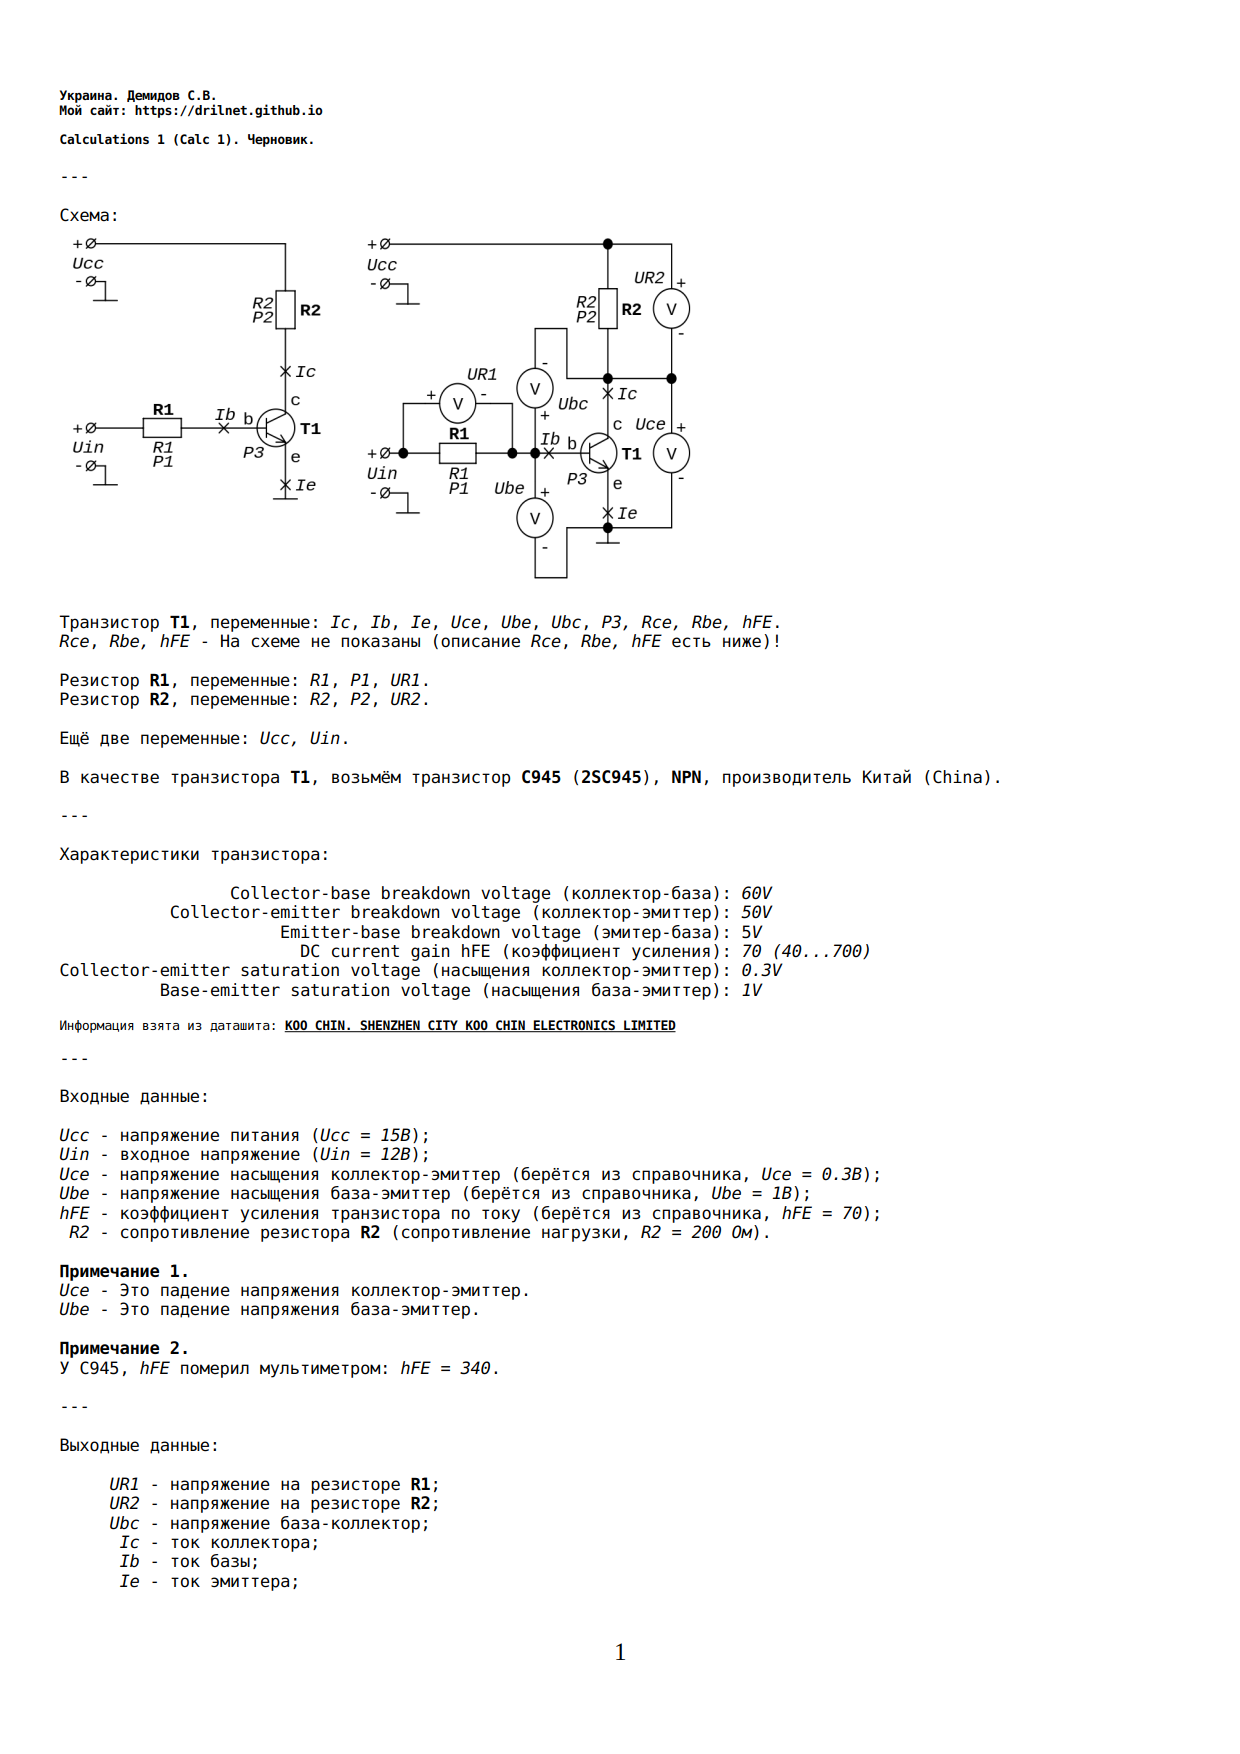 Украина. Демидов С.В.
Мой сайт: https://drilnet.github.io
Calculations 1 (Calc 1). Черновик.
---
Схема:
+
Ucc
-
R2
P2
R2
Ic
c
R1
Ib
b
T1
+
Uin
-
R1
P1
P3
e
Ie
+
Ucc
-
UR2
+
R2
P2
R2
V
-
-
UR1
V
Ubc
Ic
+
V
-
+
c
Uce
+
R1
Ib
b
T1
V
+
Uin
-
R1
P1
Ube
+
P3
e
-
V
Ie
-
Транзистор T1, переменные: Ic, Ib, Ie, Uce, Ube, Ubc, P3, Rce, Rbe, hFE.
Rce, Rbe, hFE - На схеме не показаны (описание Rce, Rbe, hFE есть ниже)!
Резистор R1, переменные: R1, P1, UR1.
Резистор R2, переменные: R2, P2, UR2.
Ещё две переменные: Ucc, Uin.
В качестве транзистора T1, возьмём транзистор C945 (2SC945), NPN, производитель Китай (China).
---
Характеристики транзистора:
Collector-base breakdown voltage (коллектор-база): 60V
Collector-emitter breakdown voltage (коллектор-эмиттер): 50V
Emitter-base breakdown voltage (эмитер-база): 5V
DC current gain hFE (коэффициент усиления): 70 (40...700)
Collector-emitter saturation voltage (насыщения коллектор-эмиттер): 0.3V
Base-emitter saturation voltage (насыщения база-эмиттер): 1V
Информация взята из даташита: KOO CHIN. SHENZHEN CITY KOO CHIN ELECTRONICS LIMITED
---
Входные данные:
Ucc - напряжение питания (Ucc = 15В);
Uin - входное напряжение (Uin = 12В);
Uce - напряжение насыщения коллектор-эмиттер (берётся из справочника, Uce = 0.3В);
Ube - напряжение насыщения база-эмиттер (берётся из справочника, Ube = 1В);
hFE - коэффициент усиления транзистора по току (берётся из справочника, hFE = 70);
R2 - сопротивление резистора R2 (сопротивление нагрузки, R2 = 200 Ом).
Примечание 1.
Uce - Это падение напряжения коллектор-эмиттер.
Ube - Это падение напряжения база-эмиттер.
Примечание 2.
У C945, hFE померил мультиметром: hFE = 340.
---
Выходные данные:
UR1 - напряжение на резисторе R1;
UR2 - напряжение на резисторе R2;
Ubc - напряжение база-коллектор;
Ic - ток коллектора;
Ib - ток базы;
Ie - ток эмиттера;
1